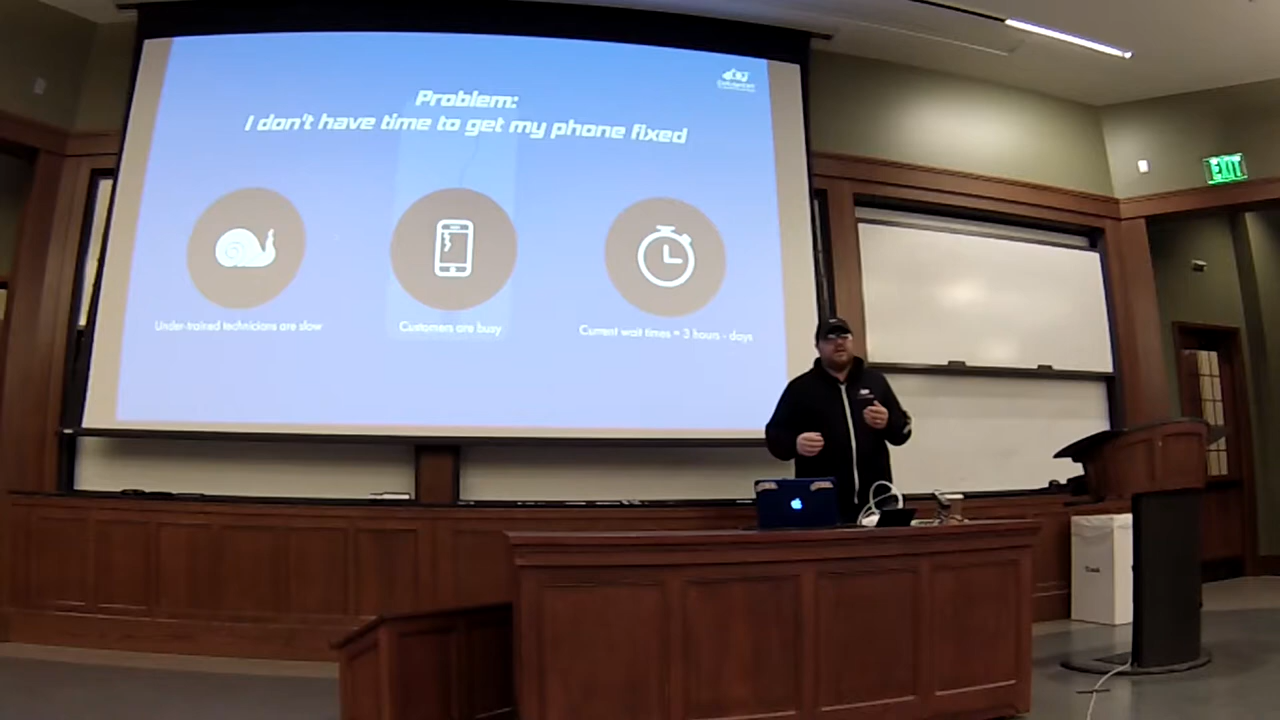 Problem:
I don't have time to get my phone fixed
Under-trained technicians are slow
Customers are busy
Current wait times = 3 hours - days
EXIT